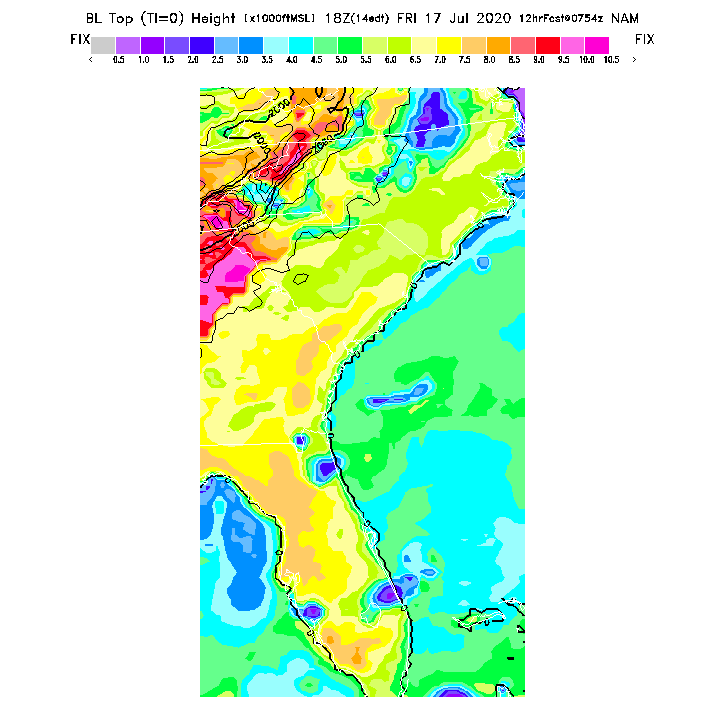 BL Top (TI=0) Height [x1000ftMSL] 18Z(14edt) FRI 17 Jul 2020 12hrFcst@0754z NAM
FIX FIX
< 0.5 1.0 1.5 2.0 2.5 3.0 3.5 4.0 4.5 5.0 5.5 6.0 6.5 7.0 7.5 8.0 8.5 9.0 9.5 10.0 10.5 >
2000
2000
2000